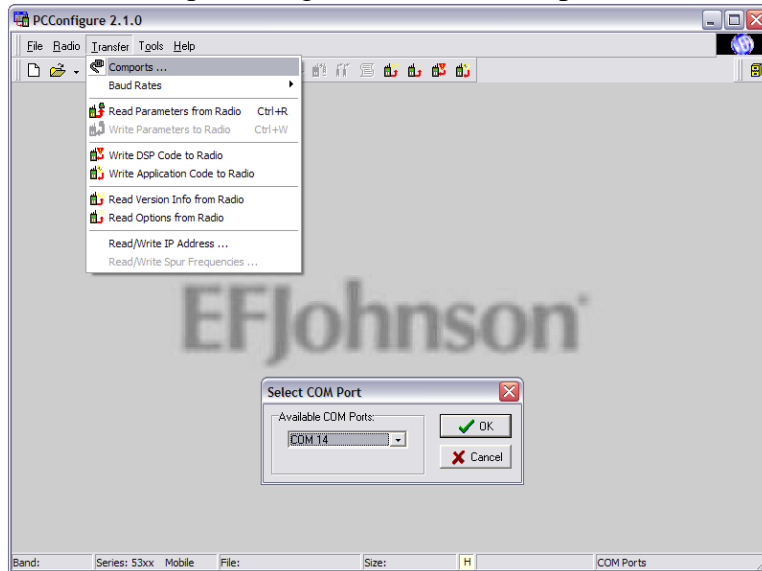 PCConfigure 2.1.0
File Radio Transfer Tools Help
Comports ...
Baud Rates
Read Parameters from Radio Ctrl+R
Write Parameters to Radio Ctrl+W
Write DSP Code to Radio
Write Application Code to Radio
Read Version Info from Radio
Read Options from Radio
Read/Write IP Address ...
Read/Write Spur Frequencies ...
EFJohnson
Select COM Port
Available COM Ports:
COM 14
OK
Cancel
Band: Series: 53xx Mobile File: Size: H COM Ports